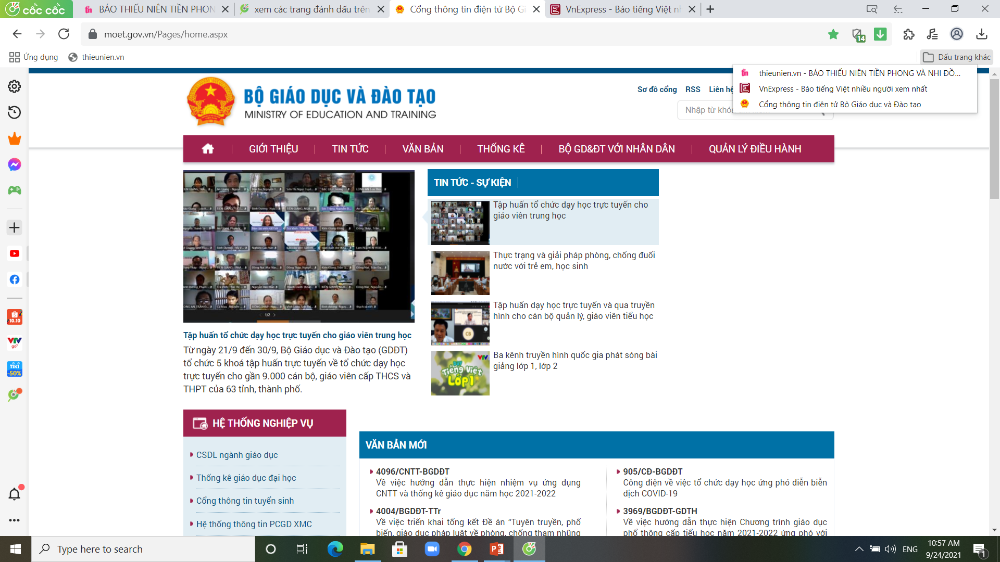 cốc cốc
BÁO THIẾU NIÊN TIỀN PHON
xem các trang đánh dấu trên
Cổng thông tin điện tử Bộ Gi
VnExpress - Báo tiếng Việt nh
moet.gov.vn/Pages/home.aspx
14
Ứng dụng
thieunien.vn
Dấu trang khác
thieunien.vn - BÁO THIẾU NIÊN TIỀN PHONG VÀ NHI ĐỒ...
VnExpress - Báo tiếng Việt nhiều người xem nhất
Cổng thông tin điện tử Bộ Giáo dục và Đào tạo
BỘ GIÁO DỤC VÀ ĐÀO TẠO
MINISTRY OF EDUCATION AND TRAINING
Sơ đồ cổng RSS Liên hệ
Nhập từ khóa
GIỚI THIỆU
TIN TỨC
VĂN BẢN
THỐNG KÊ
BỘ GD&ĐT VỚI NHÂN DÂN
QUẢN LÝ ĐIỀU HÀNH
1/2
Tập huấn tổ chức dạy học trực tuyến cho giáo viên trung học
Từ ngày 21/9 đến 30/9, Bộ Giáo dục và Đào tạo (GDĐT)
tổ chức 5 khoá tập huấn trực tuyến về tổ chức dạy học
trực tuyến cho gần 9.000 cán bộ, giáo viên cấp THCS và
THPT của 63 tỉnh, thành phố.
TIN TỨC - SỰ KIỆN
Tập huấn tổ chức dạy học trực tuyến cho
giáo viên trung học
Thực trạng và giải pháp phòng, chống đuối
nước với trẻ em, học sinh
Tập huấn dạy học trực tuyến và qua truyền
hình cho cán bộ quản lý, giáo viên tiểu học
CB
Ba kênh truyền hình quốc gia phát sóng bài
giảng lớp 1, lớp 2
VTV
Dạy
Tiếng Việt
LỚP 1
10.10
VTV
go
TIKI
-50%
HỆ THỐNG NGHIỆP VỤ
CSDL ngành giáo dục
Thống kê giáo dục đại học
Cổng thông tin tuyển sinh
Hệ thống thông tin PCGD XMC
VĂN BẢN MỚI
4096/CNTT-BGDĐT
Về việc hướng dẫn thực hiện nhiệm vụ ứng dụng
CNTT và thống kê giáo dục năm học 2021-2022
4004/BGDĐT-TTr
Về việc triển khai tổng kết Đề án “Tuyên truyền, phổ
biến, giáo dục pháp luật về phòng, chống tham nhũng
905/CĐ-BGDĐT
Công điện về việc tổ chức dạy học ứng phó diễn biễn
dịch COVID-19
3969/BGDĐT-GDTH
Về việc hướng dẫn thực hiện Chương trình giáo dục
phổ thông cấp tiểu học năm 2021-2022 ứng phó với
Type here to search
ENG
10:57 AM
9/24/2021
1